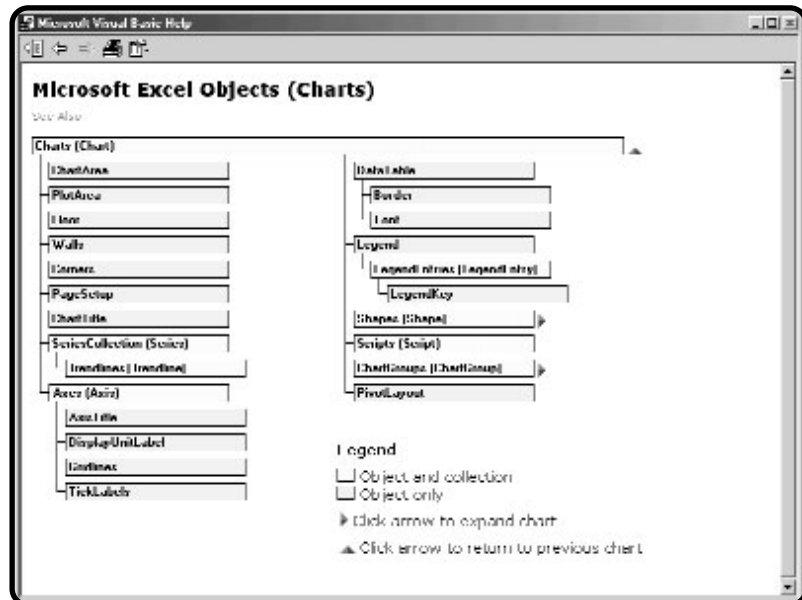 Microsoft Visual Basic Help
Microsoft Excel Objects (Charts)
See Also
Charts (Chart)
ChartArea
PlotArea
Floor
Walls
Corners
PageSetup
ChartTitle
SeriesCollection (Series)
Trendlines (Trendline)
Axes (Axis)
AxisTitle
DisplayUnitLabel
Gridlines
TickLabels
DataTable
Border
Font
Legend
LegendEntries (LegendEntry)
LegendKey
Shapes (Shape)
Scripts (Script)
ChartGroups (ChartGroup)
PivotLayout
Legend
Object and collection
Object only
Click arrow to expand chart
Click arrow to return to previous chart